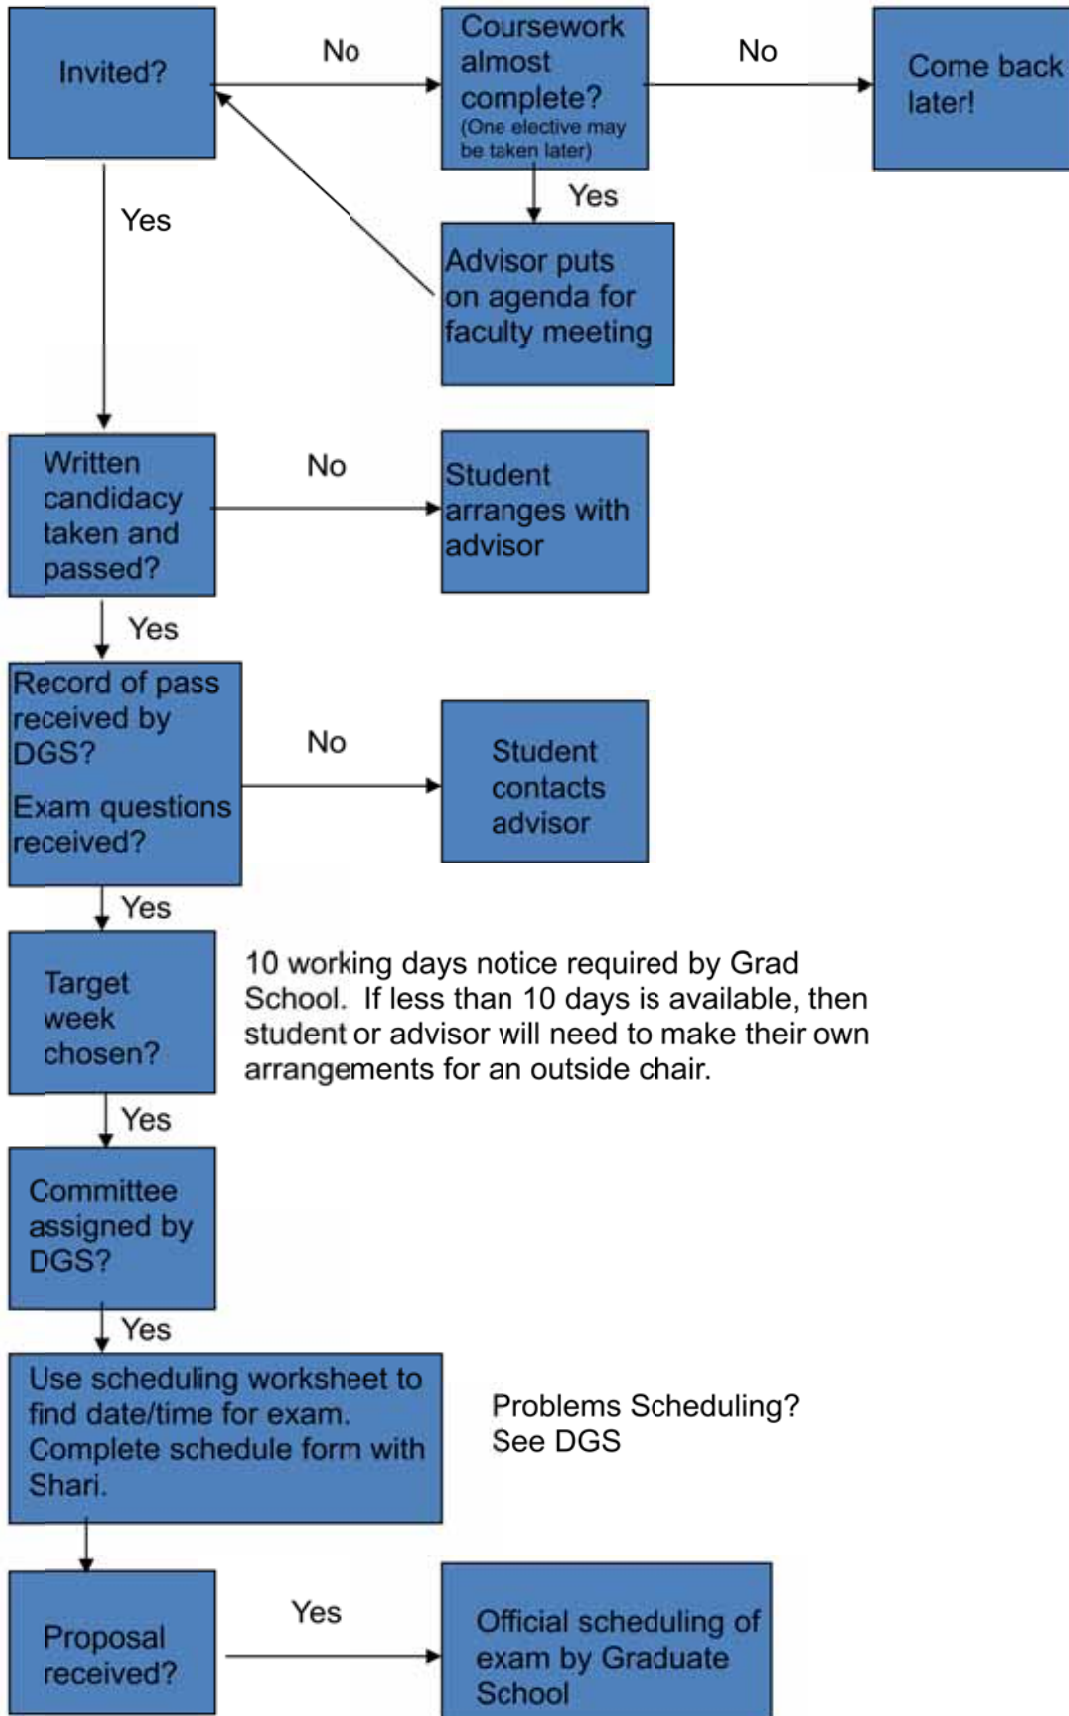 Invited?
No
Coursework
almost
complete?
(One elective may
be taken later)
No
Come back
later!
Yes
Yes
Advisor puts
on agenda for
faculty meeting
Written
candidacy
taken and
passed?
No
Student
arranges with
advisor
Yes
Record of pass
received by
DGS?
Exam questions
received?
No
Student
contacts
advisor
Yes
Target
week
chosen?
10 working days notice required by Grad
School. If less than 10 days is available, then
student or advisor will need to make their own
arrangements for an outside chair.
Yes
Committee
assigned by
DGS?
Yes
Use scheduling worksheet to
find date/time for exam.
Complete schedule form with
Shari.
Problems Scheduling?
See DGS
Proposal
received?
Yes
Official scheduling of
exam by Graduate
School